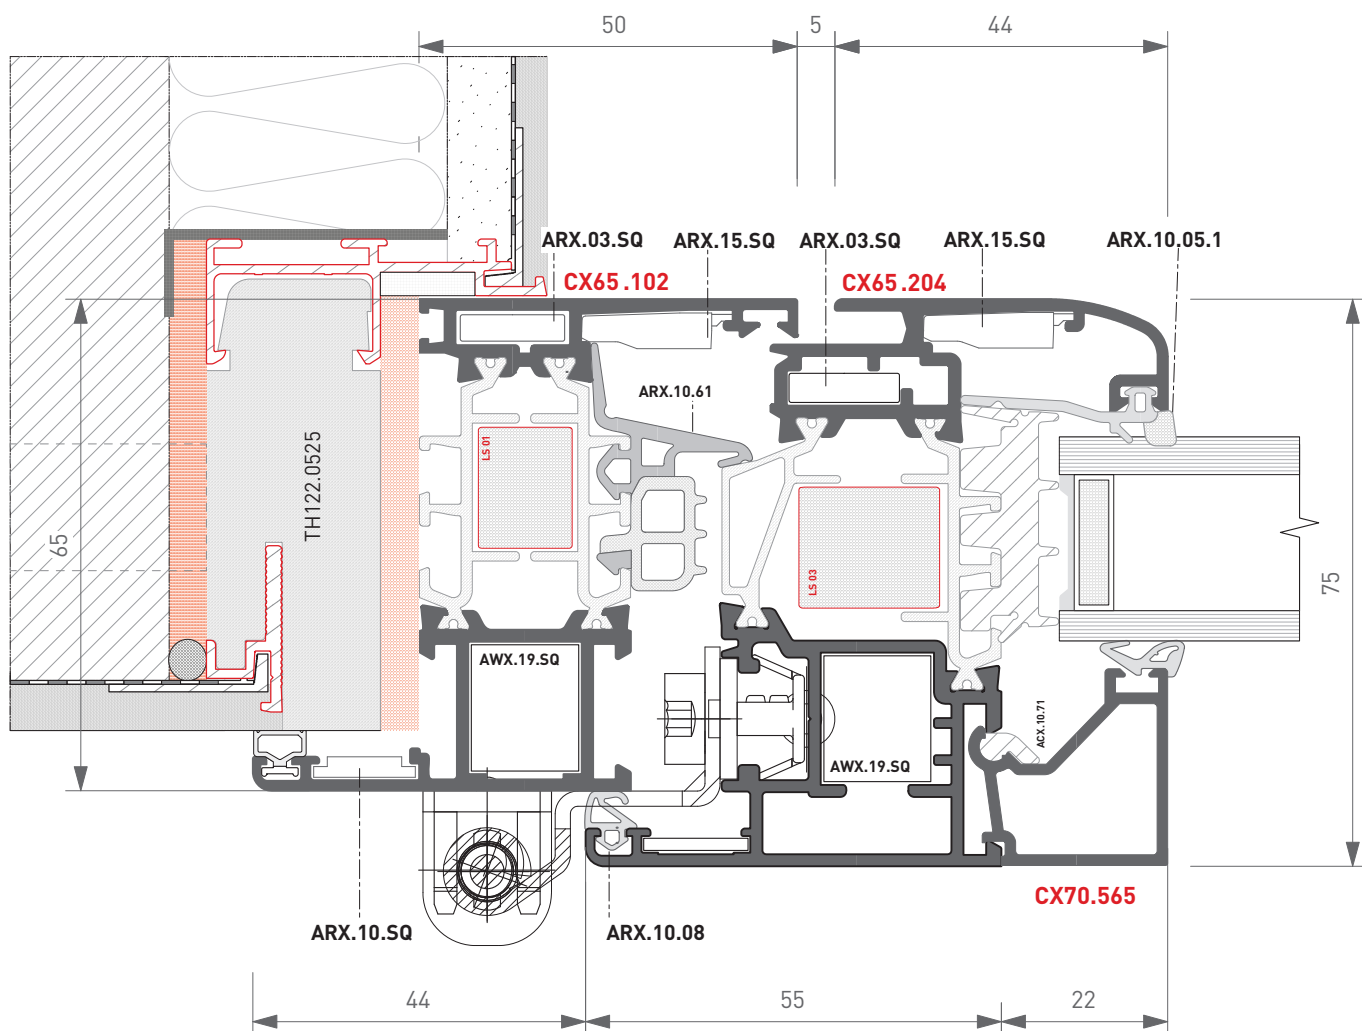 50
5
44
ARX.03.SQ
ARX.15.SQ
ARX.03.SQ
ARX.15.SQ
ARX.10.05.1
CX65.102
CX65.204
ARX.10.61
LS 01
TH122.0525
65
LS 03
75
AWX.19.SQ
AWX.19.SQ
ACX.10.71
CX70.565
ARX.10.SQ
ARX.10.08
44
55
22